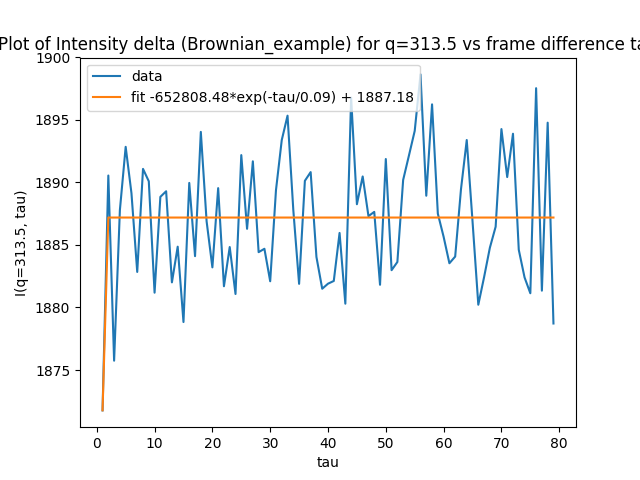 Plot of Intensity delta (Brownian_example) for q=313.5 vs frame difference ta
data
fit -652808.48*exp(-tau/0.09) + 1887.18
1900
1895
1890
1885
1880
1875
I(q=313.5, tau)
0 10 20 30 40 50 60 70 80
tau